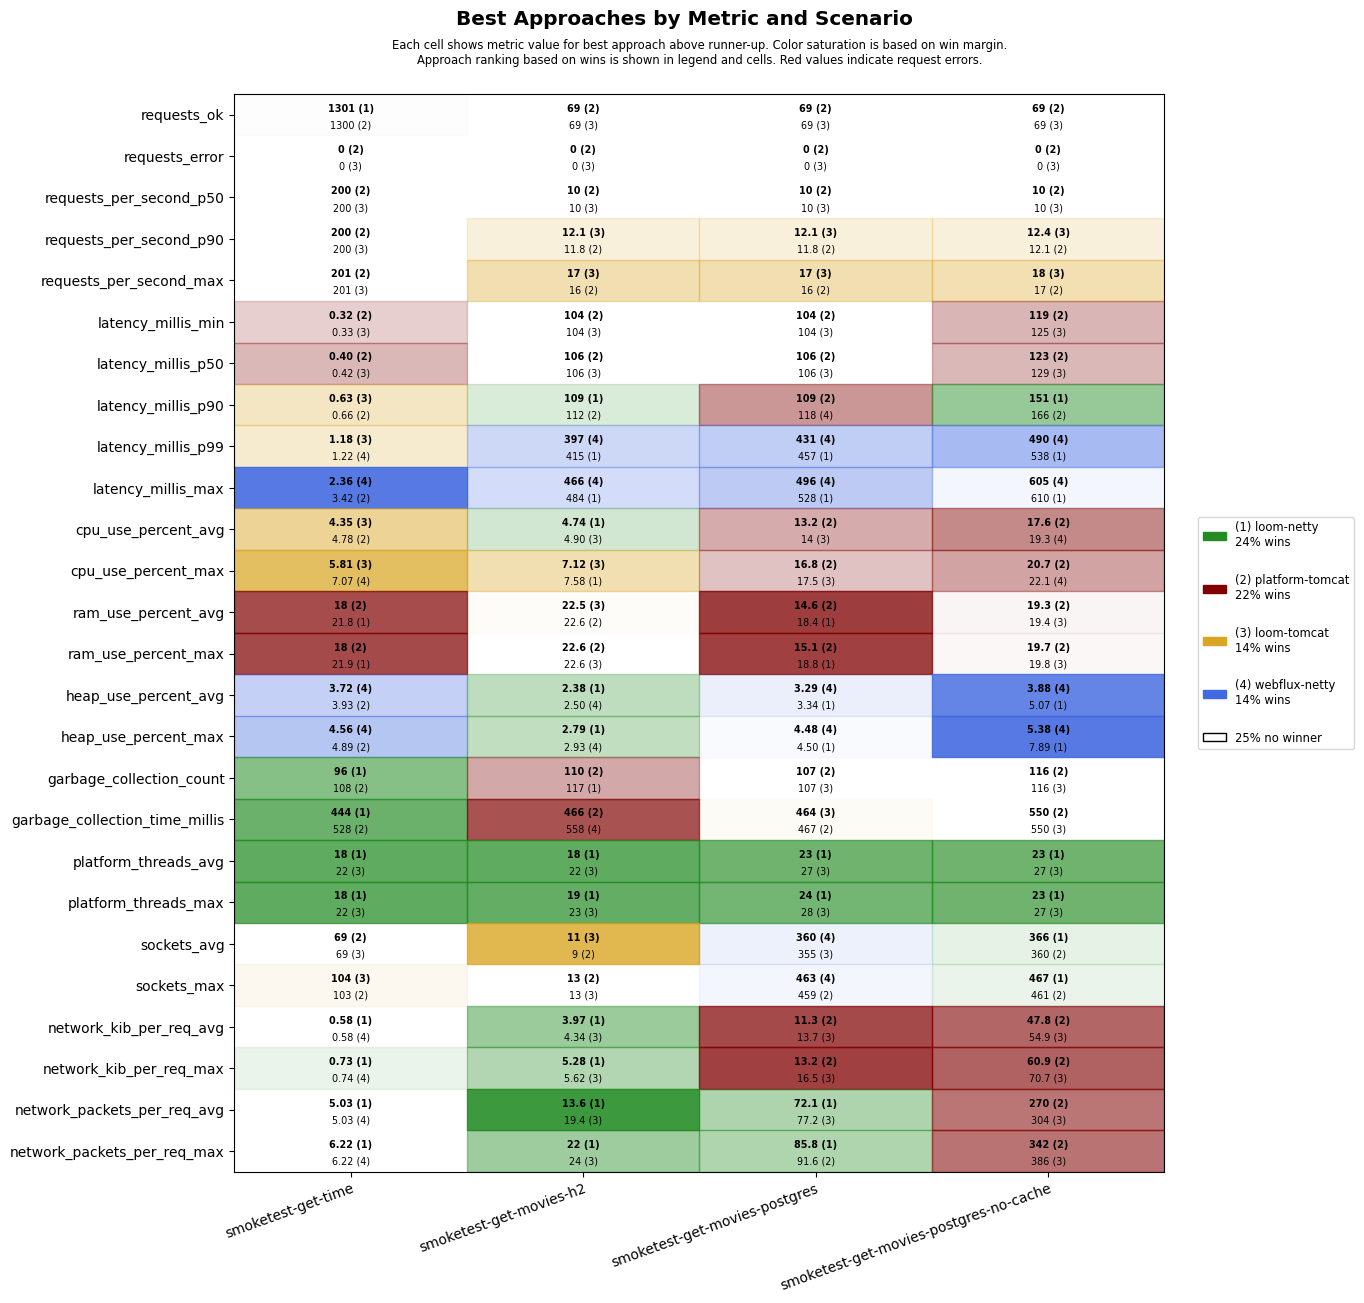 Best Approaches by Metric and Scenario
Each cell shows metric value for best approach above runner-up. Color saturation is based on win margin.
Approach ranking based on wins is shown in legend and cells. Red values indicate request errors.
requests_ok
1301 (1) 69 (2) 69 (2) 69 (2)
1300 (2) 69 (3) 69 (3) 69 (3)
requests_error
0 (2) 0 (2) 0 (2) 0 (2)
0 (3) 0 (3) 0 (3) 0 (3)
requests_per_second_p50
200 (2) 10 (2) 10 (2) 10 (2)
200 (3) 10 (3) 10 (3) 10 (3)
requests_per_second_p90
200 (2) 12.1 (3) 12.1 (3) 12.4 (3)
200 (3) 11.8 (2) 11.8 (2) 12.1 (2)
requests_per_second_max
201 (2) 17 (3) 17 (3) 18 (3)
201 (3) 16 (2) 16 (2) 17 (2)
latency_millis_min
0.32 (2) 104 (2) 104 (2) 119 (2)
0.33 (3) 104 (3) 104 (3) 125 (3)
latency_millis_p50
0.40 (2) 106 (2) 106 (2) 123 (2)
0.42 (3) 106 (3) 106 (3) 129 (3)
latency_millis_p90
0.63 (3) 109 (1) 109 (2) 151 (1)
0.66 (2) 112 (2) 118 (4) 166 (2)
latency_millis_p99
1.18 (3) 397 (4) 431 (4) 490 (4)
1.22 (4) 415 (1) 457 (1) 538 (1)
latency_millis_max
2.36 (4) 466 (4) 496 (4) 605 (4)
3.42 (2) 484 (1) 528 (1) 610 (1)
cpu_use_percent_avg
4.35 (3) 4.74 (1) 13.2 (2) 17.6 (2)
4.78 (2) 4.90 (3) 14 (3) 19.3 (4)
cpu_use_percent_max
5.81 (3) 7.12 (3) 16.8 (2) 20.7 (2)
7.07 (4) 7.58 (1) 17.5 (3) 22.1 (4)
ram_use_percent_avg
18 (2) 22.5 (3) 14.6 (2) 19.3 (2)
21.8 (1) 22.6 (2) 18.4 (1) 19.4 (3)
ram_use_percent_max
18 (2) 22.6 (2) 15.1 (2) 19.7 (2)
21.9 (1) 22.6 (3) 18.8 (1) 19.8 (3)
heap_use_percent_avg
3.72 (4) 2.38 (1) 3.29 (4) 3.88 (4)
3.93 (2) 2.50 (4) 3.34 (1) 5.07 (1)
heap_use_percent_max
4.56 (4) 2.79 (1) 4.48 (4) 5.38 (4)
4.89 (2) 2.93 (4) 4.50 (1) 7.89 (1)
garbage_collection_count
96 (1) 110 (2) 107 (2) 116 (2)
108 (2) 117 (1) 107 (3) 116 (3)
garbage_collection_time_millis
444 (1) 466 (2) 464 (3) 550 (2)
528 (2) 558 (4) 467 (2) 550 (3)
platform_threads_avg
18 (1) 18 (1) 23 (1) 23 (1)
22 (3) 22 (3) 27 (3) 27 (3)
platform_threads_max
18 (1) 19 (1) 24 (1) 23 (1)
22 (3) 23 (3) 28 (3) 27 (3)
sockets_avg
69 (2) 11 (3) 360 (4) 366 (1)
69 (3) 9 (2) 355 (3) 360 (2)
sockets_max
104 (3) 13 (2) 463 (4) 467 (1)
103 (2) 13 (3) 459 (2) 461 (2)
network_kib_per_req_avg
0.58 (1) 3.97 (1) 11.3 (2) 47.8 (2)
0.58 (4) 4.34 (3) 13.7 (3) 54.9 (3)
network_kib_per_req_max
0.73 (1) 5.28 (1) 13.2 (2) 60.9 (2)
0.74 (4) 5.62 (3) 16.5 (3) 70.7 (3)
network_packets_per_req_avg
5.03 (1) 13.6 (1) 72.1 (1) 270 (2)
5.03 (4) 19.4 (3) 77.2 (3) 304 (3)
network_packets_per_req_max
6.22 (1) 22 (1) 85.8 (1) 342 (2)
6.22 (4) 24 (3) 91.6 (2) 386 (3)
smoketest-get-time
smoketest-get-movies-h2
smoketest-get-movies-postgres
smoketest-get-movies-postgres-no-cache
(1) loom-netty
24% wins
(2) platform-tomcat
22% wins
(3) loom-tomcat
14% wins
(4) webflux-netty
14% wins
25% no winner